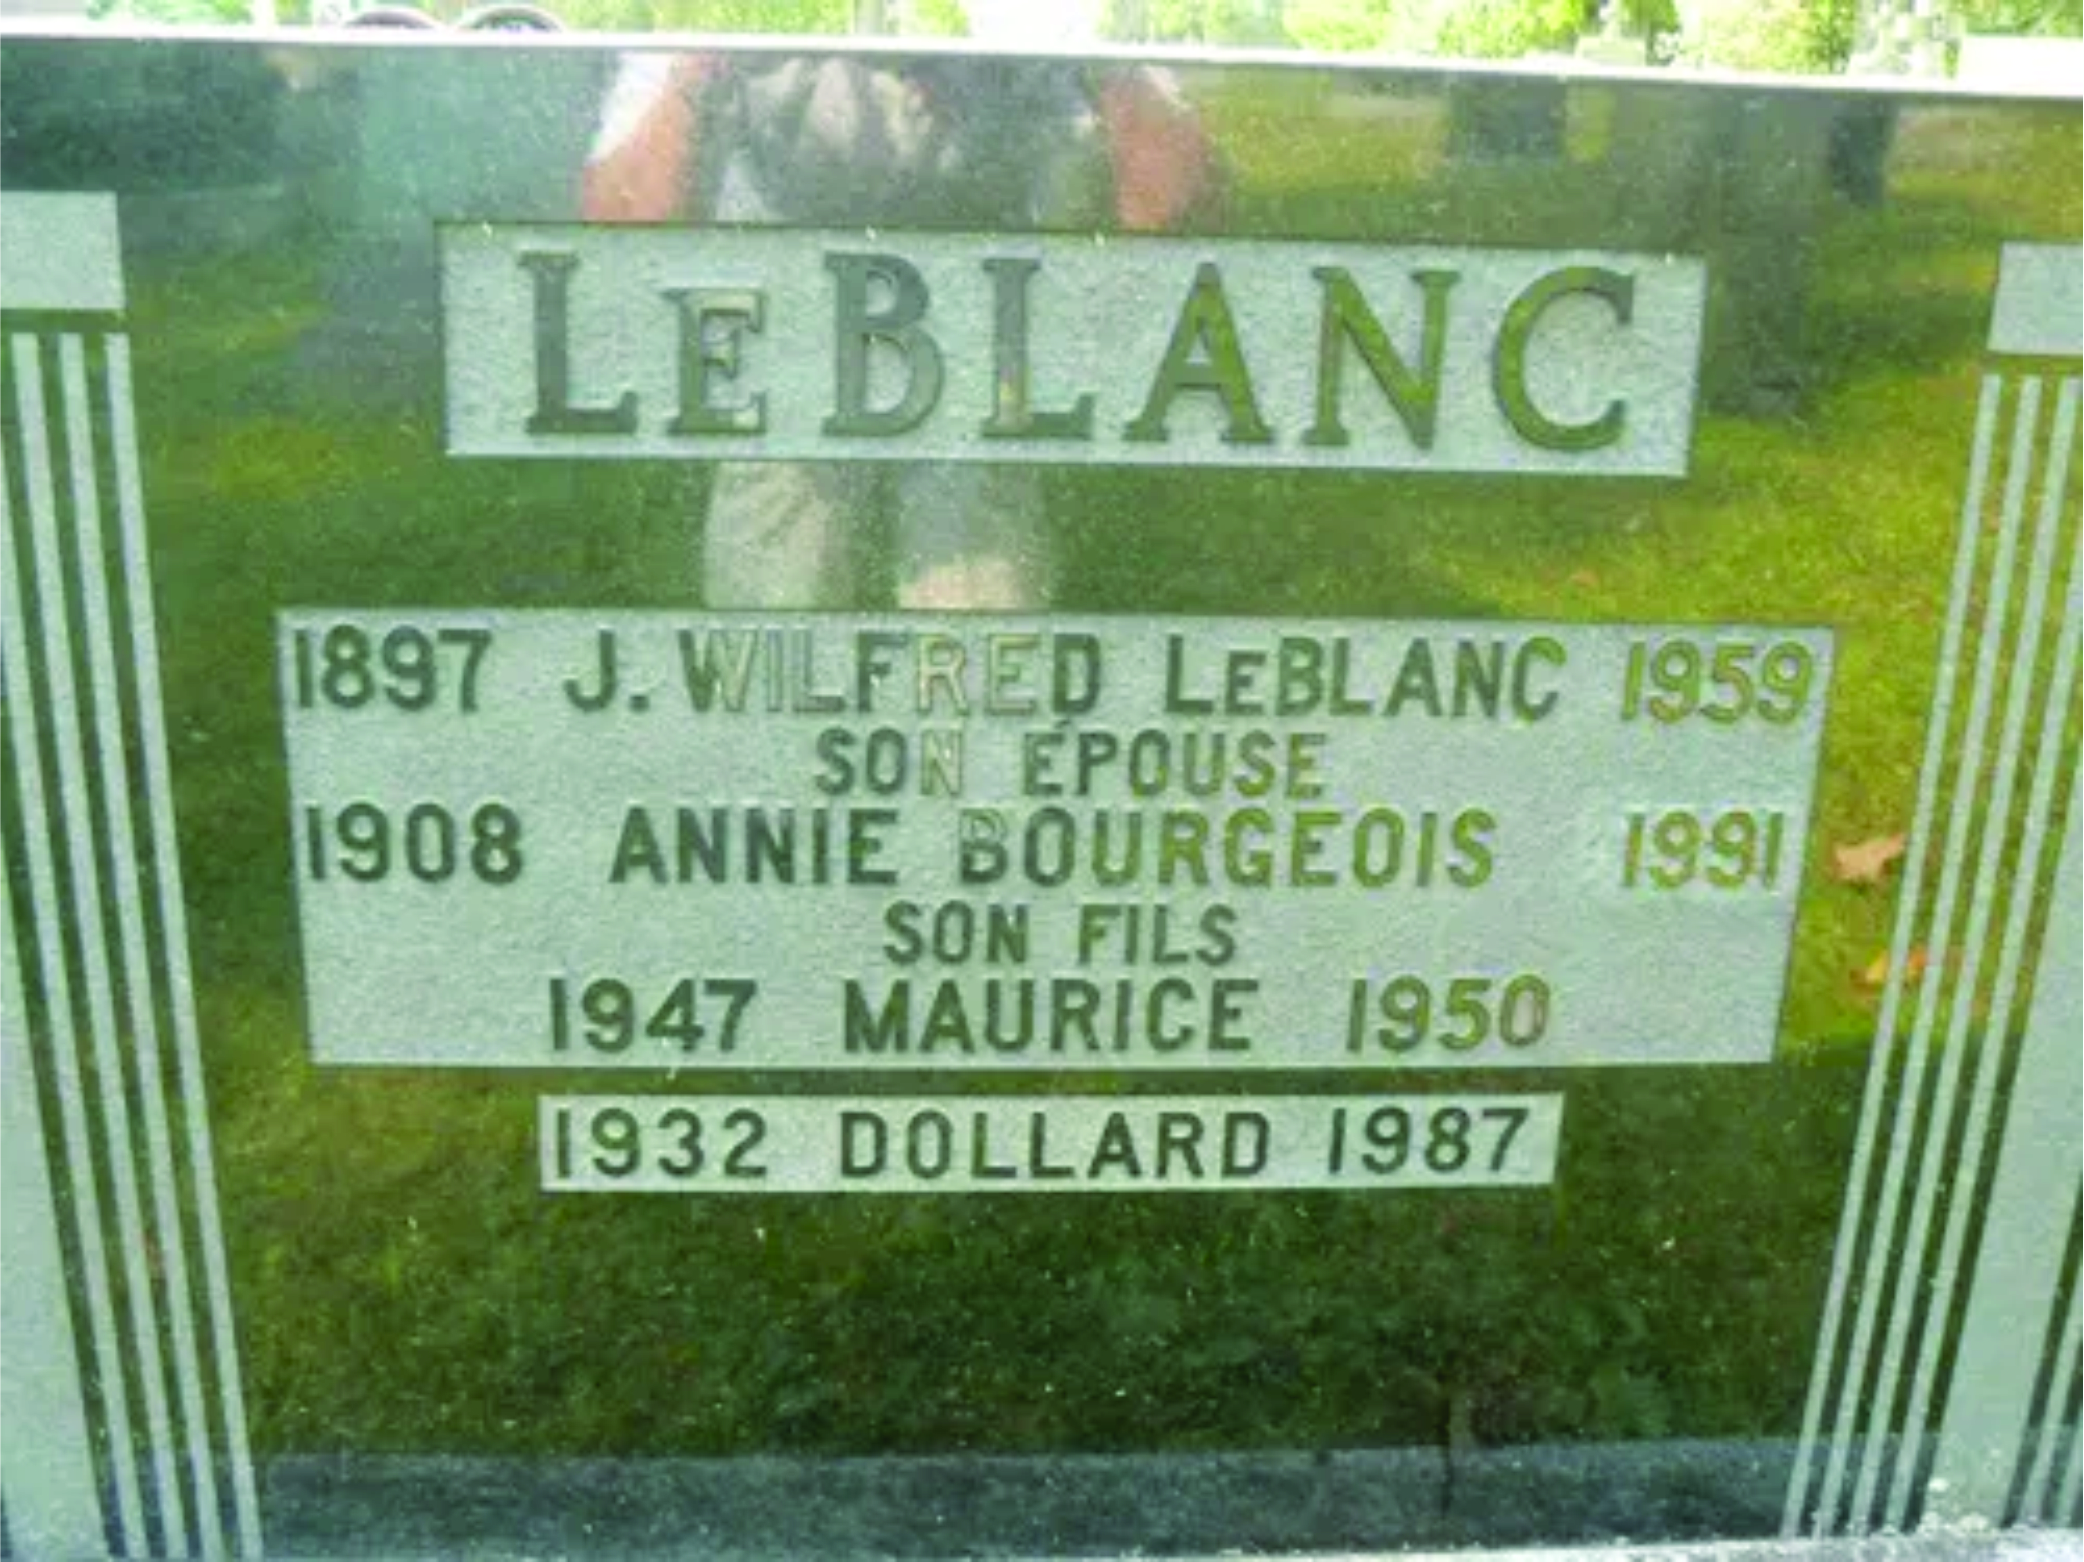 LeBLANC
1897 J. WILFRED LeBLANC 1959
SON ÉPOUSE
1908 ANNIE BOURGEOIS 1991
SON FILS
1947 MAURICE 1950
1932 DOLLARD 1987